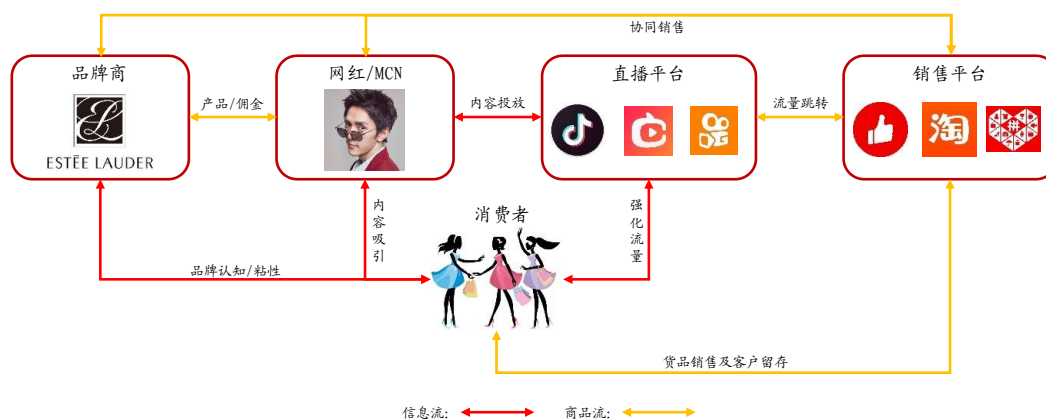 协同销售
品牌商
网红/MCN
直播平台
销售平台
ESTĒE LAUDER
产品/佣金
内容投放
流量跳转
淘
拼
内容吸引
消费者
强化流量
品牌认知/粘性
货品销售及客户留存
信息流:
商品流: